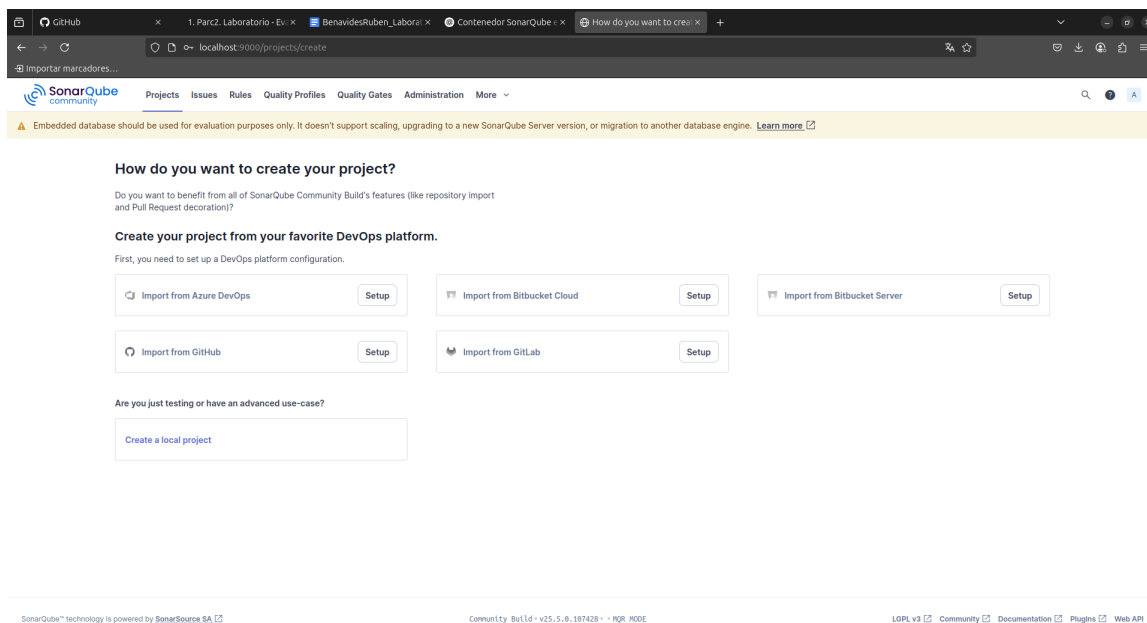 GitHub
1. Parc2. Laboratorio - Ev
BenavidesRuben_Laborat
Contenedor SonarQube e
How do you want to creat
localhost:9000/projects/create
Importar marcadores...
SonarQube
community
Projects Issues Rules Quality Profiles Quality Gates Administration More
A
Embedded database should be used for evaluation purposes only. It doesn't support scaling, upgrading to a new SonarQube Server version, or migration to another database engine. Learn more
How do you want to create your project?
Do you want to benefit from all of SonarQube Community Build's features (like repository import
and Pull Request decoration)?
Create your project from your favorite DevOps platform.
First, you need to set up a DevOps platform configuration.
Import from Azure DevOps Setup
Import from Bitbucket Cloud Setup
Import from Bitbucket Server Setup
Import from GitHub Setup
Import from GitLab Setup
Are you just testing or have an advanced use-case?
Create a local project
SonarQube™ technology is powered by SonarSource SA
Community Build • v25.5.0.107428 • • MQR MODE
LGPL v3 Community Documentation Plugins Web API